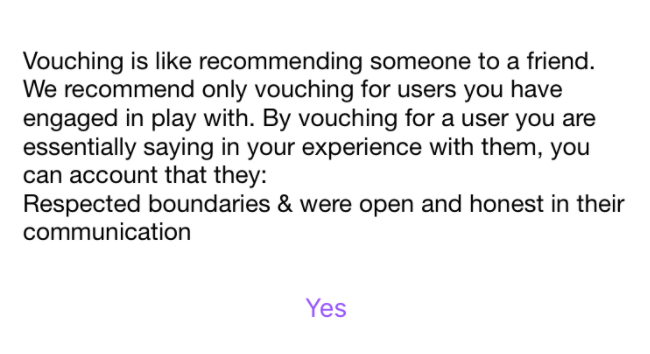 Vouching is like recommending someone to a friend.
We recommend only vouching for users you have
engaged in play with. By vouching for a user you are
essentially saying in your experience with them, you
can account that they:
Respected boundaries & were open and honest in their
communication
Yes